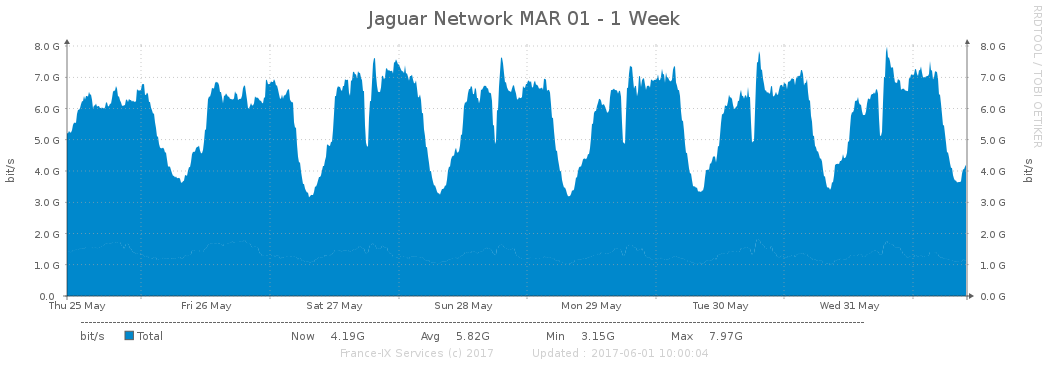 Jaguar Network MAR 01 - 1 Week
RRDTOOL / TOBI OETIKER
8.0 G 8.0 G
7.0 G 7.0 G
6.0 G 6.0 G
5.0 G 5.0 G
4.0 G 4.0 G
3.0 G 3.0 G
2.0 G 2.0 G
1.0 G 1.0 G
0.0 0.0 G
bit/s
bit/s
Thu 25 May Fri 26 May Sat 27 May Sun 28 May Mon 29 May Tue 30 May Wed 31 May
bit/s Total Now 4.19G Avg 5.82G Min 3.15G Max 7.97G
France-IX Services (c) 2017 Updated : 2017-06-01 10:00:04